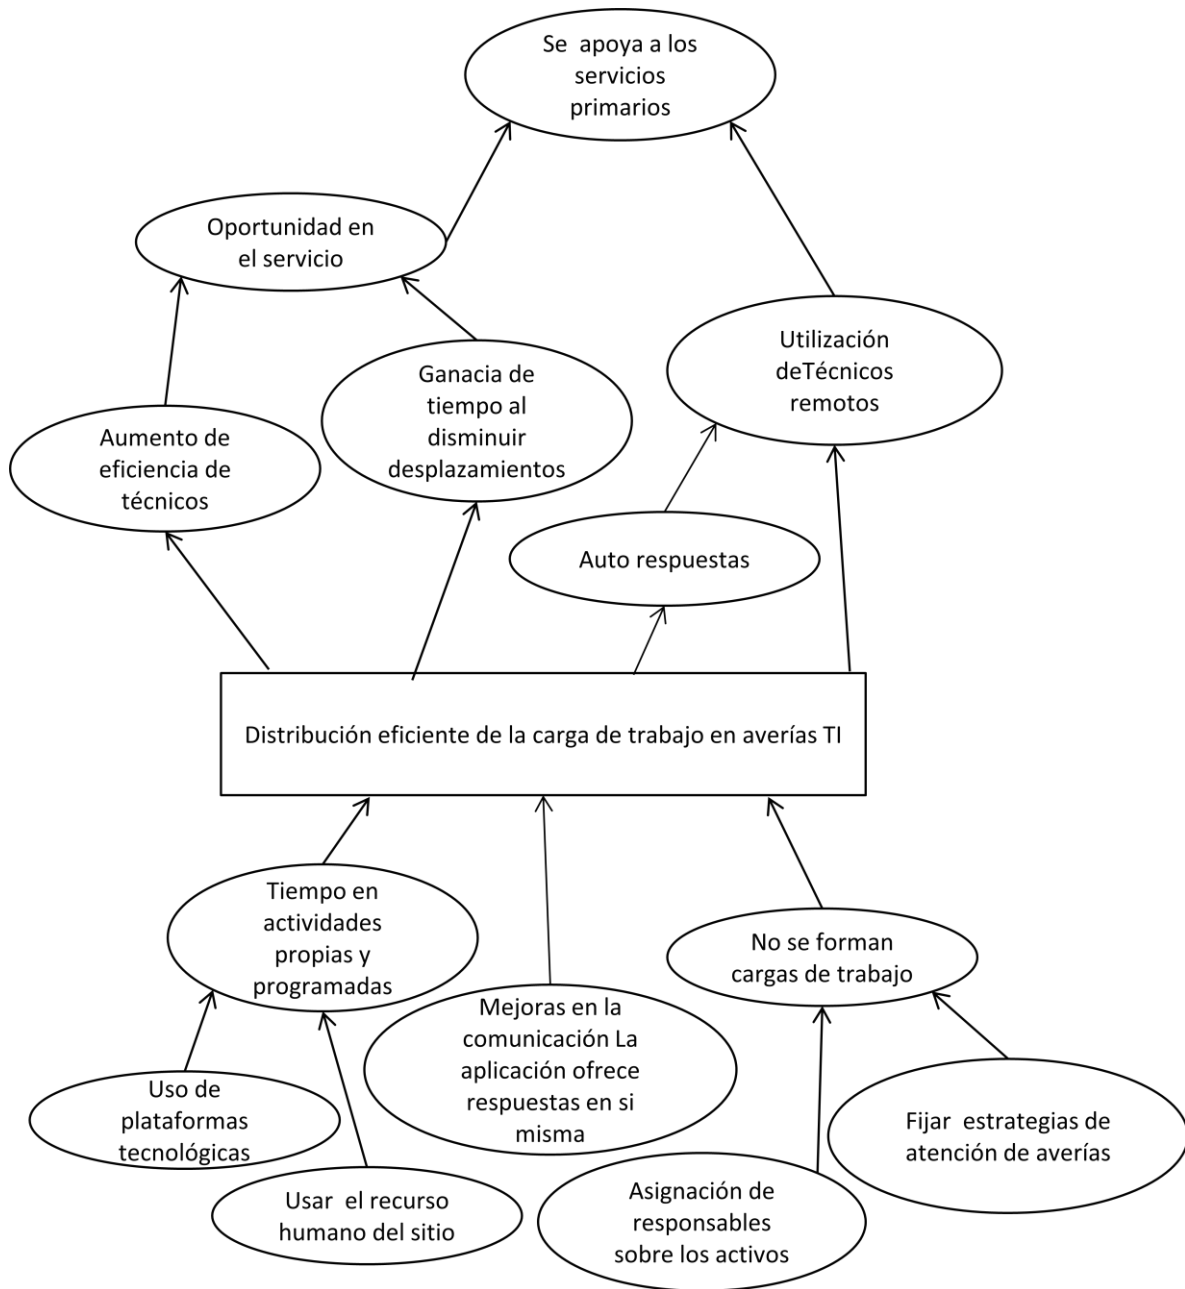 Se  apoya a los
servicios
primarios
Oportunidad en
el servicio
Utilización
deTécnicos
remotos
Ganacia de
tiempo al
disminuir
desplazamientos
Aumento de
eficiencia de
técnicos
Auto respuestas
Distribución eficiente de la carga de trabajo en averías TI
Tiempo en
actividades
propias y
programadas
No se forman
cargas de trabajo
Mejoras en la
comunicación La
aplicación ofrece
respuestas en si
misma
Uso de
plataformas
tecnológicas
Fijar  estrategias de
atención de averías
Usar  el recurso
humano del sitio
Asignación de
responsables
sobre los activos